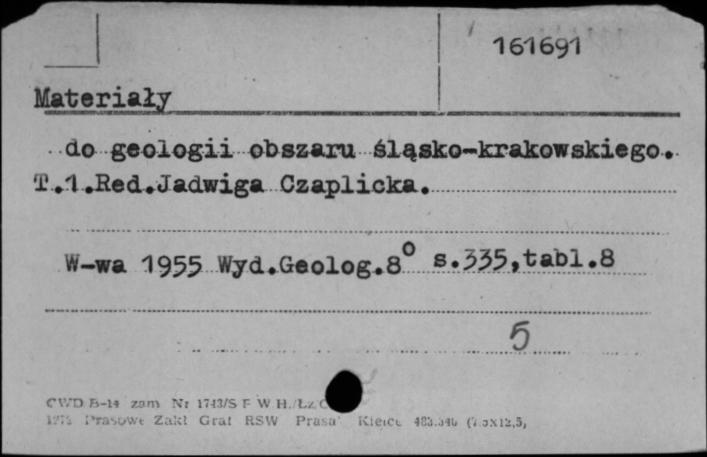 161691
Materiały
do geologii obszaru śląsko-krakowskiego.
T.1.Red.Jadwiga Czaplicka.
W-wa 1955 Wyd.Geolog.8° s.335,tabl.8
5
CWD B-14 zam Nr 1743/S F W H./Łz.
Prasowe Zakł Graf RSW Prasa Kielce